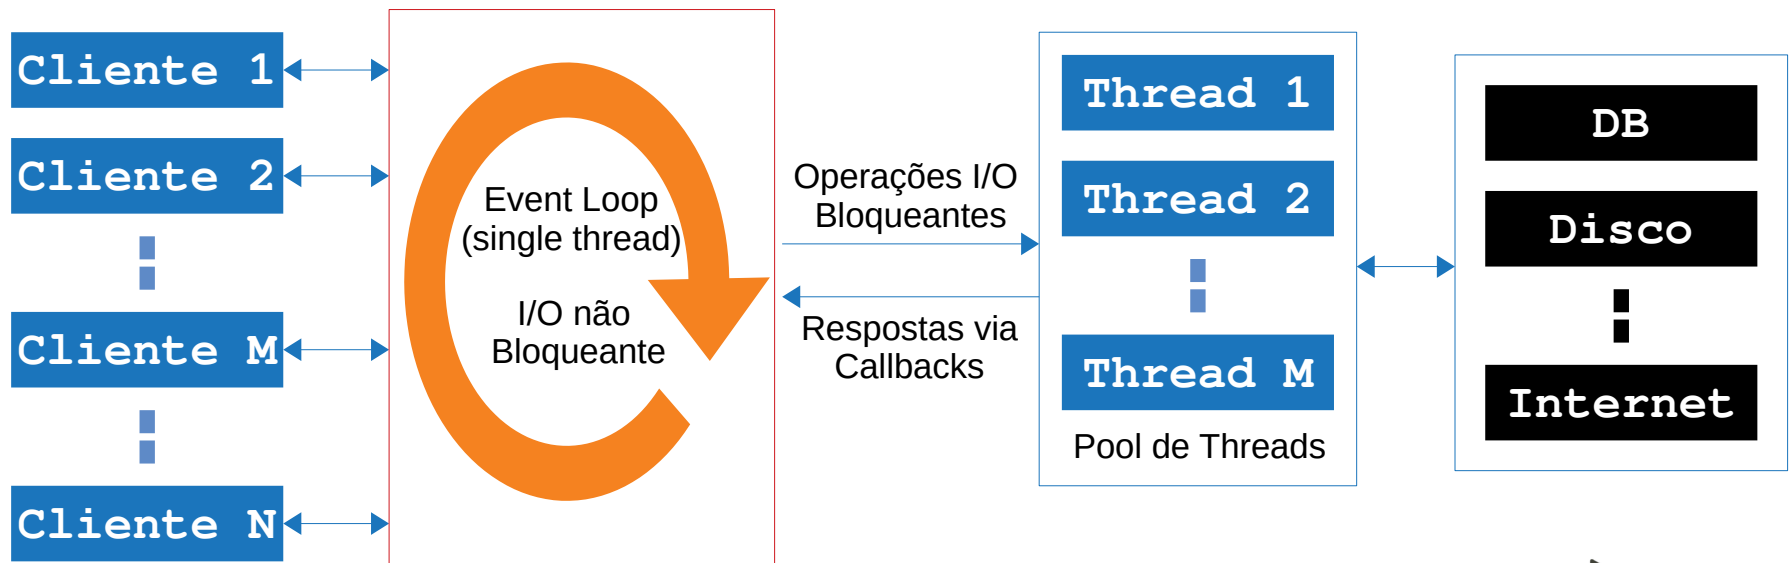 Cliente 1
Cliente 2
Cliente M
Cliente N
Event Loop
(single thread)
I/O não
Bloqueante
Operações I/O
Bloqueantes
Respostas via
Callbacks
Thread 1
Thread 2
Thread M
Pool de Threads
DB
Disco
Internet